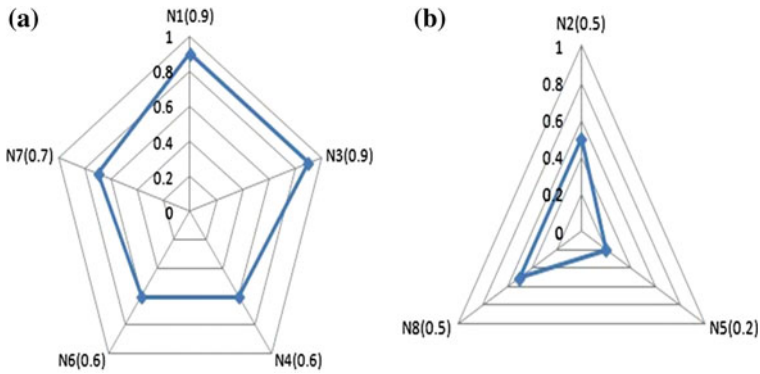 (a)
N1(0.9)
1
0.8
0.6
0.4
0.2
0
N7(0.7)
N3(0.9)
N6(0.6)
N4(0.6)
(b)
N2(0.5)
1
0.8
0.6
0.4
0.2
0
N8(0.5)
N5(0.2)